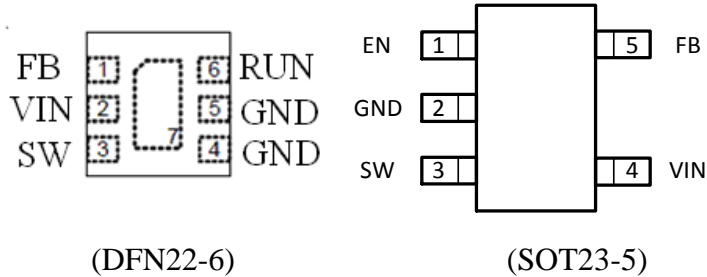 FB 1 6 RUN
VIN 2 5 GND
SW 3 7 4 GND
(DFN22-6)
EN 1 5 FB
GND 2
SW 3 4 VIN
(SOT23-5)